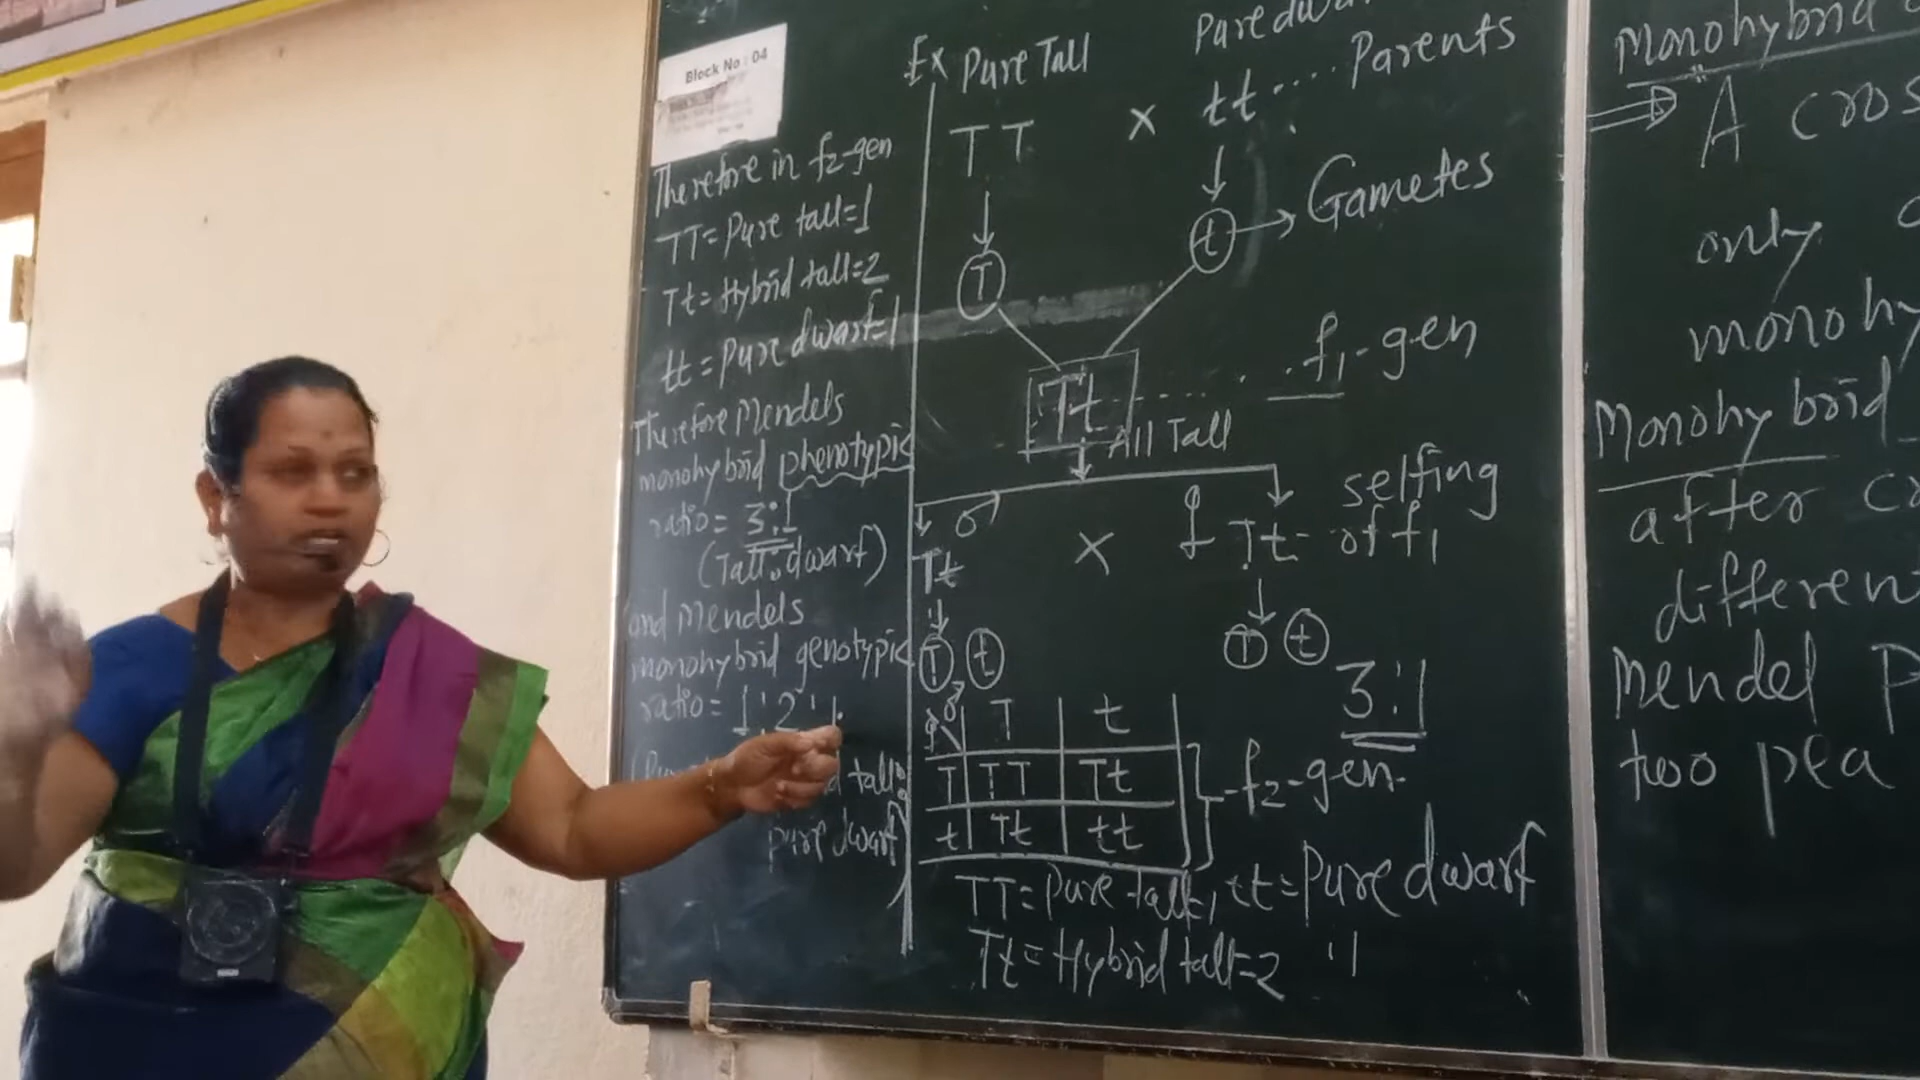 Block No : 04
Therefore in f2-gen
TT= Pure tall=1
Tt= Hybrid tall=2
tt= Pure dwarf=1
Therefore Mendels
monohybrid phenotypic
ratio= 3:1
(Tall:dwarf)
and Mendels
monohybrid genotypic
ratio= 1:2:1
tall:
pure dwarf)
Ex Pure Tall
Pure
TT × tt .... Parents
T t → Gametes
Tt ...... f1-gen
All Tall
♂ × ♀ selfing
Tt Tt- of f1
T t T t
3:1
♂ T t
♀
T TT Tt
t Tt tt
f2-gen-
TT= Pure tall=1, tt= Pure dwarf
Tt= Hybrid tall=2 "1
Monohybrid
⇒ A
only
Monohybrid
after
Mendel
two pea